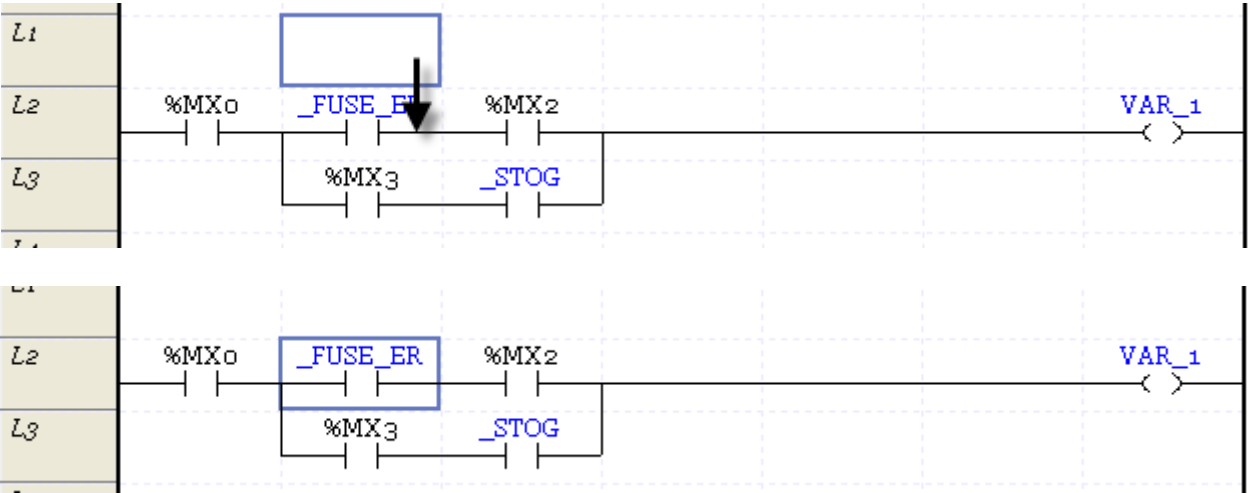 L1
L2 %MX0 _FUSE_ER %MX2 VAR_1
L3 %MX3 _STOG
L2 %MX0 _FUSE_ER %MX2 VAR_1
L3 %MX3 _STOG